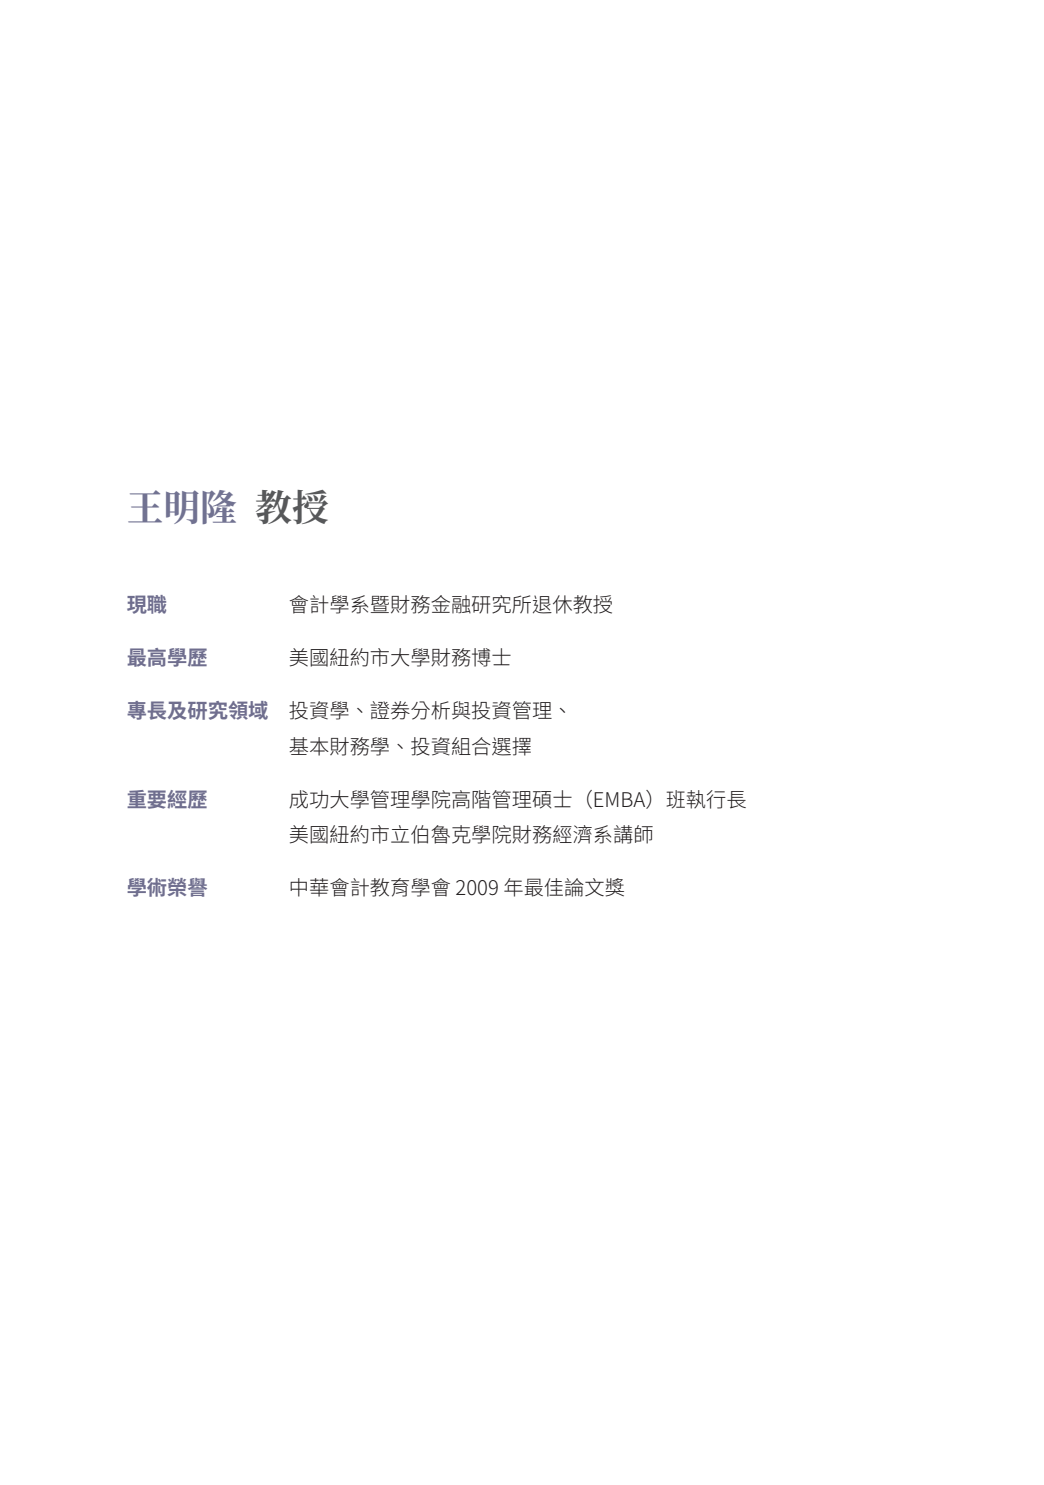 王明隆 教授
現職 會計學系暨財務金融研究所退休教授
最高學歷 美國紐約市大學財務博士
專長及研究領域 投資學、證券分析與投資管理、
基本財務學、投資組合選擇
重要經歷 成功大學管理學院高階管理碩士（EMBA）班執行長
美國紐約市立伯魯克學院財務經濟系講師
學術榮譽 中華會計教育學會 2009 年最佳論文獎